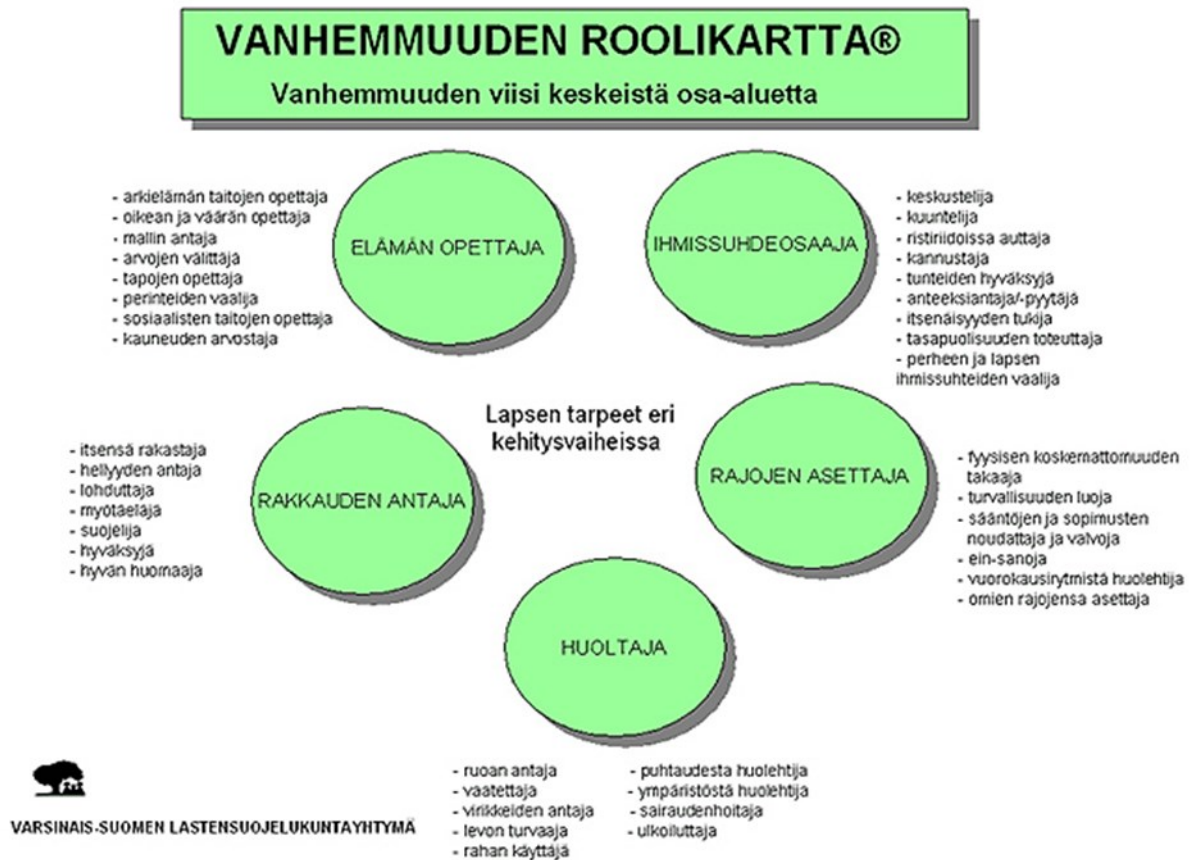 VANHEMMUUDEN ROOLIKARTTA®
Vanhemmuuden viisi keskeistä osa-aluetta
- arkielämän taitojen opettaja
- oikean ja väärän opettaja
- mallin antaja
- arvojen välittäjä
- tapojen opettaja
- perinteiden vaalija
- sosiaalisten taitojen opettaja
- kauneuden arvostaja
ELÄMÄN OPETTAJA
IHMISSUHDEOSAAJA
- keskustelija
- kuuntelija
- ristiriidoissa auttaja
- kannustaja
- tunteiden hyväksyjä
- anteeksiantaja/-pyytäjä
- itsenäisyyden tukija
- tasapuolisuuden toteuttaja
- perheen ja lapsen
ihmissuhteiden vaalija
Lapsen tarpeet eri
kehitysvaiheissa
- itsensä rakastaja
- hellyyden antaja
- lohduttaja
- myötäeläjä
- suojelija
- hyväksyjä
- hyvän huomaaja
RAKKAUDEN ANTAJA
RAJOJEN ASETTAJA
- fyysisen koskemattomuuden
takaaja
- turvallisuuden luoja
- sääntöjen ja sopimusten
noudattaja ja valvoja
- ein-sanoja
- vuorokausirytmistä huolehtija
- omien rajojensa asettaja
HUOLTAJA
- ruoan antaja
- vaatettaja
- virikkeiden antaja
- levon turvaaja
- rahan käyttäjä
- puhtaudesta huolehtija
- ympäristöstä huolehtija
- sairaudenhoitaja
- ulkoiluttaja
VARSINAIS-SUOMEN LASTENSUOJELUKUNTAYHTYMÄ